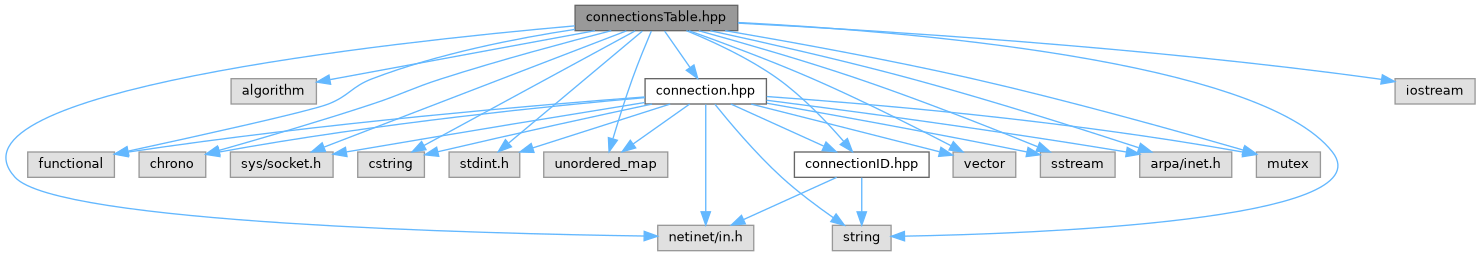 connectionsTable.hpp
algorithm
connection.hpp
iostream
functional
chrono
sys/socket.h
cstring
stdint.h
unordered_map
connectionID.hpp
vector
sstream
arpa/inet.h
mutex
netinet/in.h
string